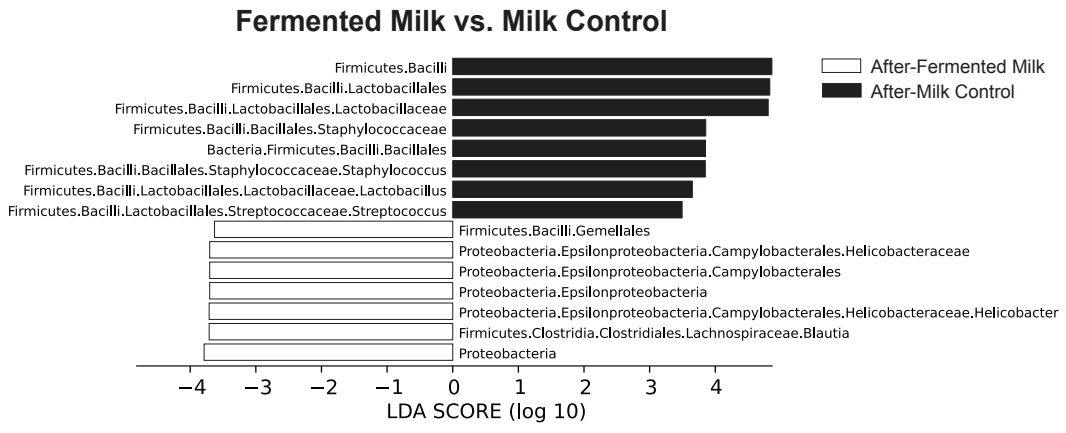 Fermented Milk vs. Milk Control
After-Fermented Milk
After-Milk Control
Firmicutes.Bacilli
Firmicutes.Bacilli.Lactobacillales
Firmicutes.Bacilli.Lactobacillales.Lactobacillaceae
Firmicutes.Bacilli.Bacillales.Staphylococcaceae
Bacteria.Firmicutes.Bacilli.Bacillales
Firmicutes.Bacilli.Bacillales.Staphylococcaceae.Staphylococcus
Firmicutes.Bacilli.Lactobacillales.Lactobacillaceae.Lactobacillus
Firmicutes.Bacilli.Lactobacillales.Streptococcaceae.Streptococcus
Firmicutes.Bacilli.Gemellales
Proteobacteria.Epsilonproteobacteria.Campylobacterales.Helicobacteraceae
Proteobacteria.Epsilonproteobacteria.Campylobacterales
Proteobacteria.Epsilonproteobacteria
Proteobacteria.Epsilonproteobacteria.Campylobacterales.Helicobacteraceae.Helicobacter
Firmicutes.Clostridia.Clostridiales.Lachnospiraceae.Blautia
Proteobacteria
−4 −3 −2 −1 0 1 2 3 4
LDA SCORE (log 10)